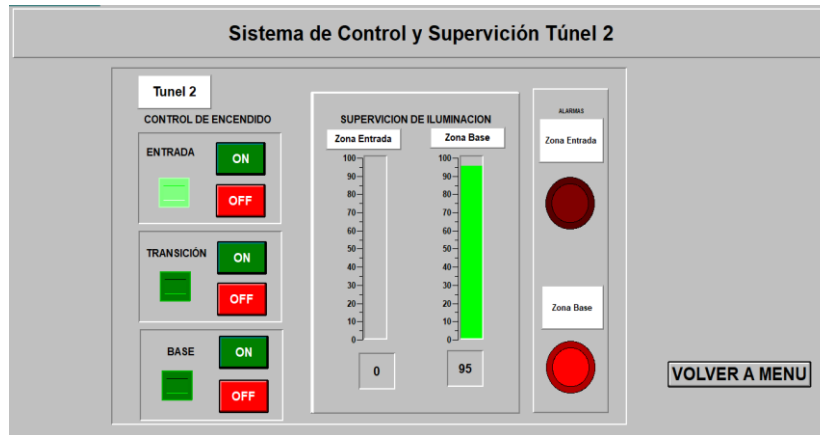 Sistema de Control y Supervición Túnel 2
Tunel 2
CONTROL DE ENCENDIDO
ENTRADA
ON
OFF
TRANSICIÓN
ON
OFF
BASE
ON
OFF
SUPERVICION DE ILUMINACION
Zona Entrada
100
90
80
70
60
50
40
30
20
10
0
0
Zona Base
100
90
80
70
60
50
40
30
20
10
0
95
ALARMAS
Zona Entrada
Zona Base
VOLVER A MENU